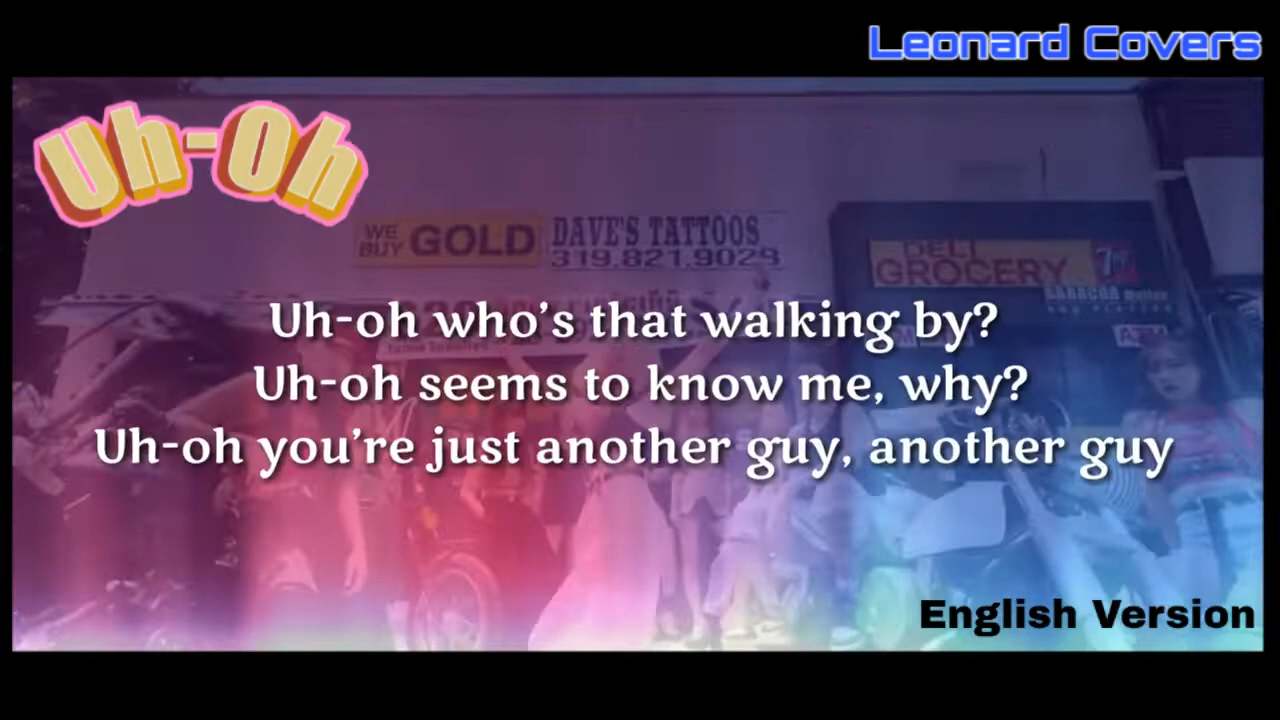 Leonard Covers
Uh-Oh
WE BUY GOLD
DAVE'S TATTOOS
319.821.9029
DELI
GROCERY
Uh-oh who's that walking by?
Uh-oh seems to know me, why?
Uh-oh you're just another guy, another guy
English Version